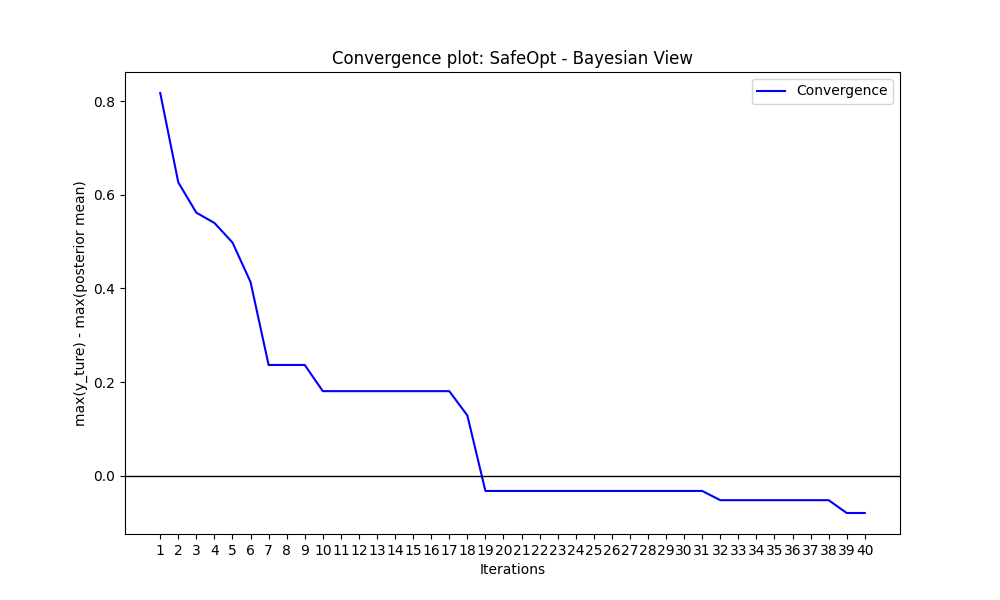 Convergence plot: SafeOpt - Bayesian View
Convergence
max(y_ture) - max(posterior mean)
0.8
0.6
0.4
0.2
0.0
1 2 3 4 5 6 7 8 9 10 11 12 13 14 15 16 17 18 19 20 21 22 23 24 25 26 27 28 29 30 31 32 33 34 35 36 37 38 39 40
Iterations